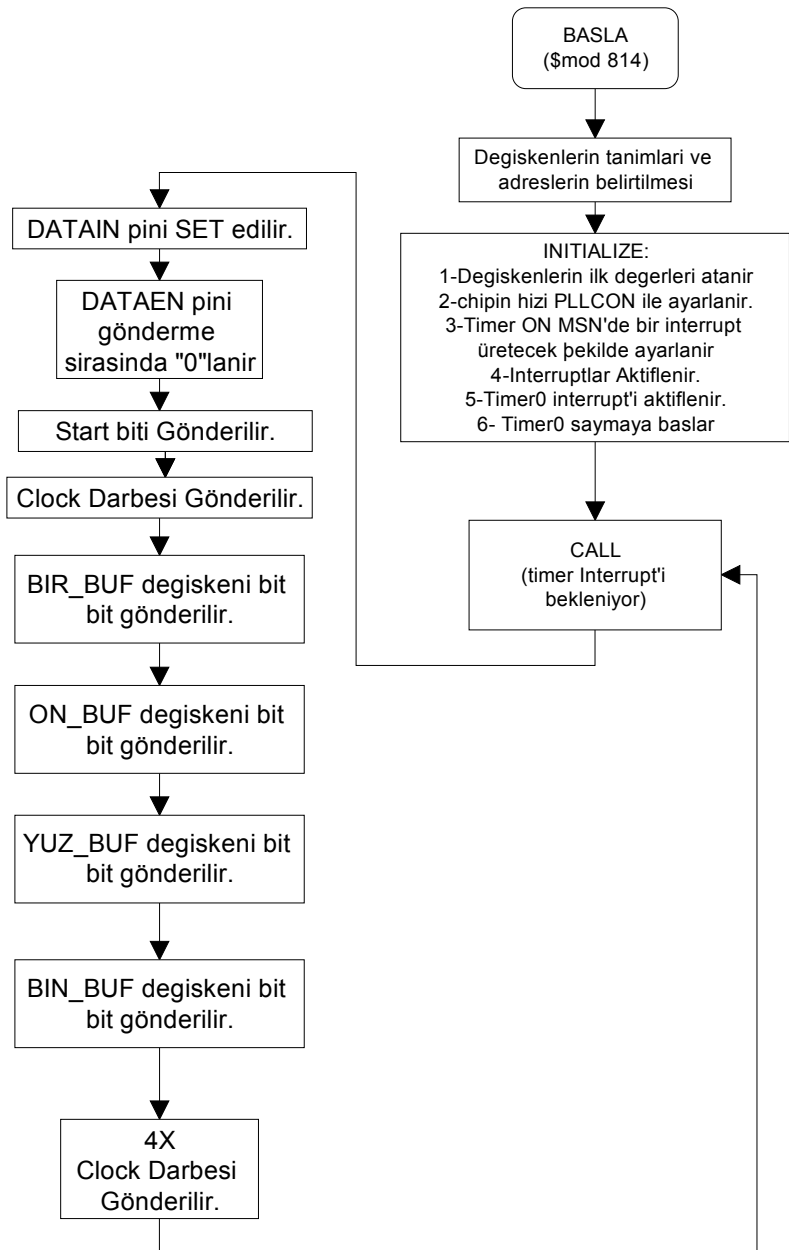 BASLA
($mod 814)
Degiskenlerin tanimlari ve
adreslerin belirtilmesi
INITIALIZE:
1-Degiskenlerin ilk degerleri atanir
2-chipin hizi PLLCON ile ayarlanir.
3-Timer ON MSN'de bir interrupt
üretecek þekilde ayarlanir
4-Interruptlar Aktiflenir.
5-Timer0 interrupt'i aktiflenir.
6- Timer0 saymaya baslar
CALL
(timer Interrupt'i
bekleniyor)
DATAIN pini SET edilir.
DATAEN pini
gönderme
sirasinda "0"lanir
Start biti Gönderilir.
Clock Darbesi Gönderilir.
BIR_BUF degiskeni bit
bit gönderilir.
ON_BUF degiskeni bit
bit gönderilir.
YUZ_BUF degiskeni bit
bit gönderilir.
BIN_BUF degiskeni bit
bit gönderilir.
4X
Clock Darbesi
Gönderilir.